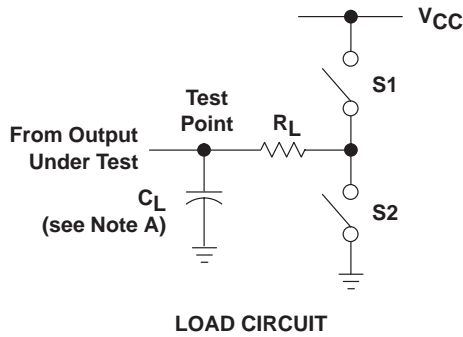 VCC
S1
Test
Point
RL
From Output
Under Test
CL
(see Note A)
S2
LOAD CIRCUIT